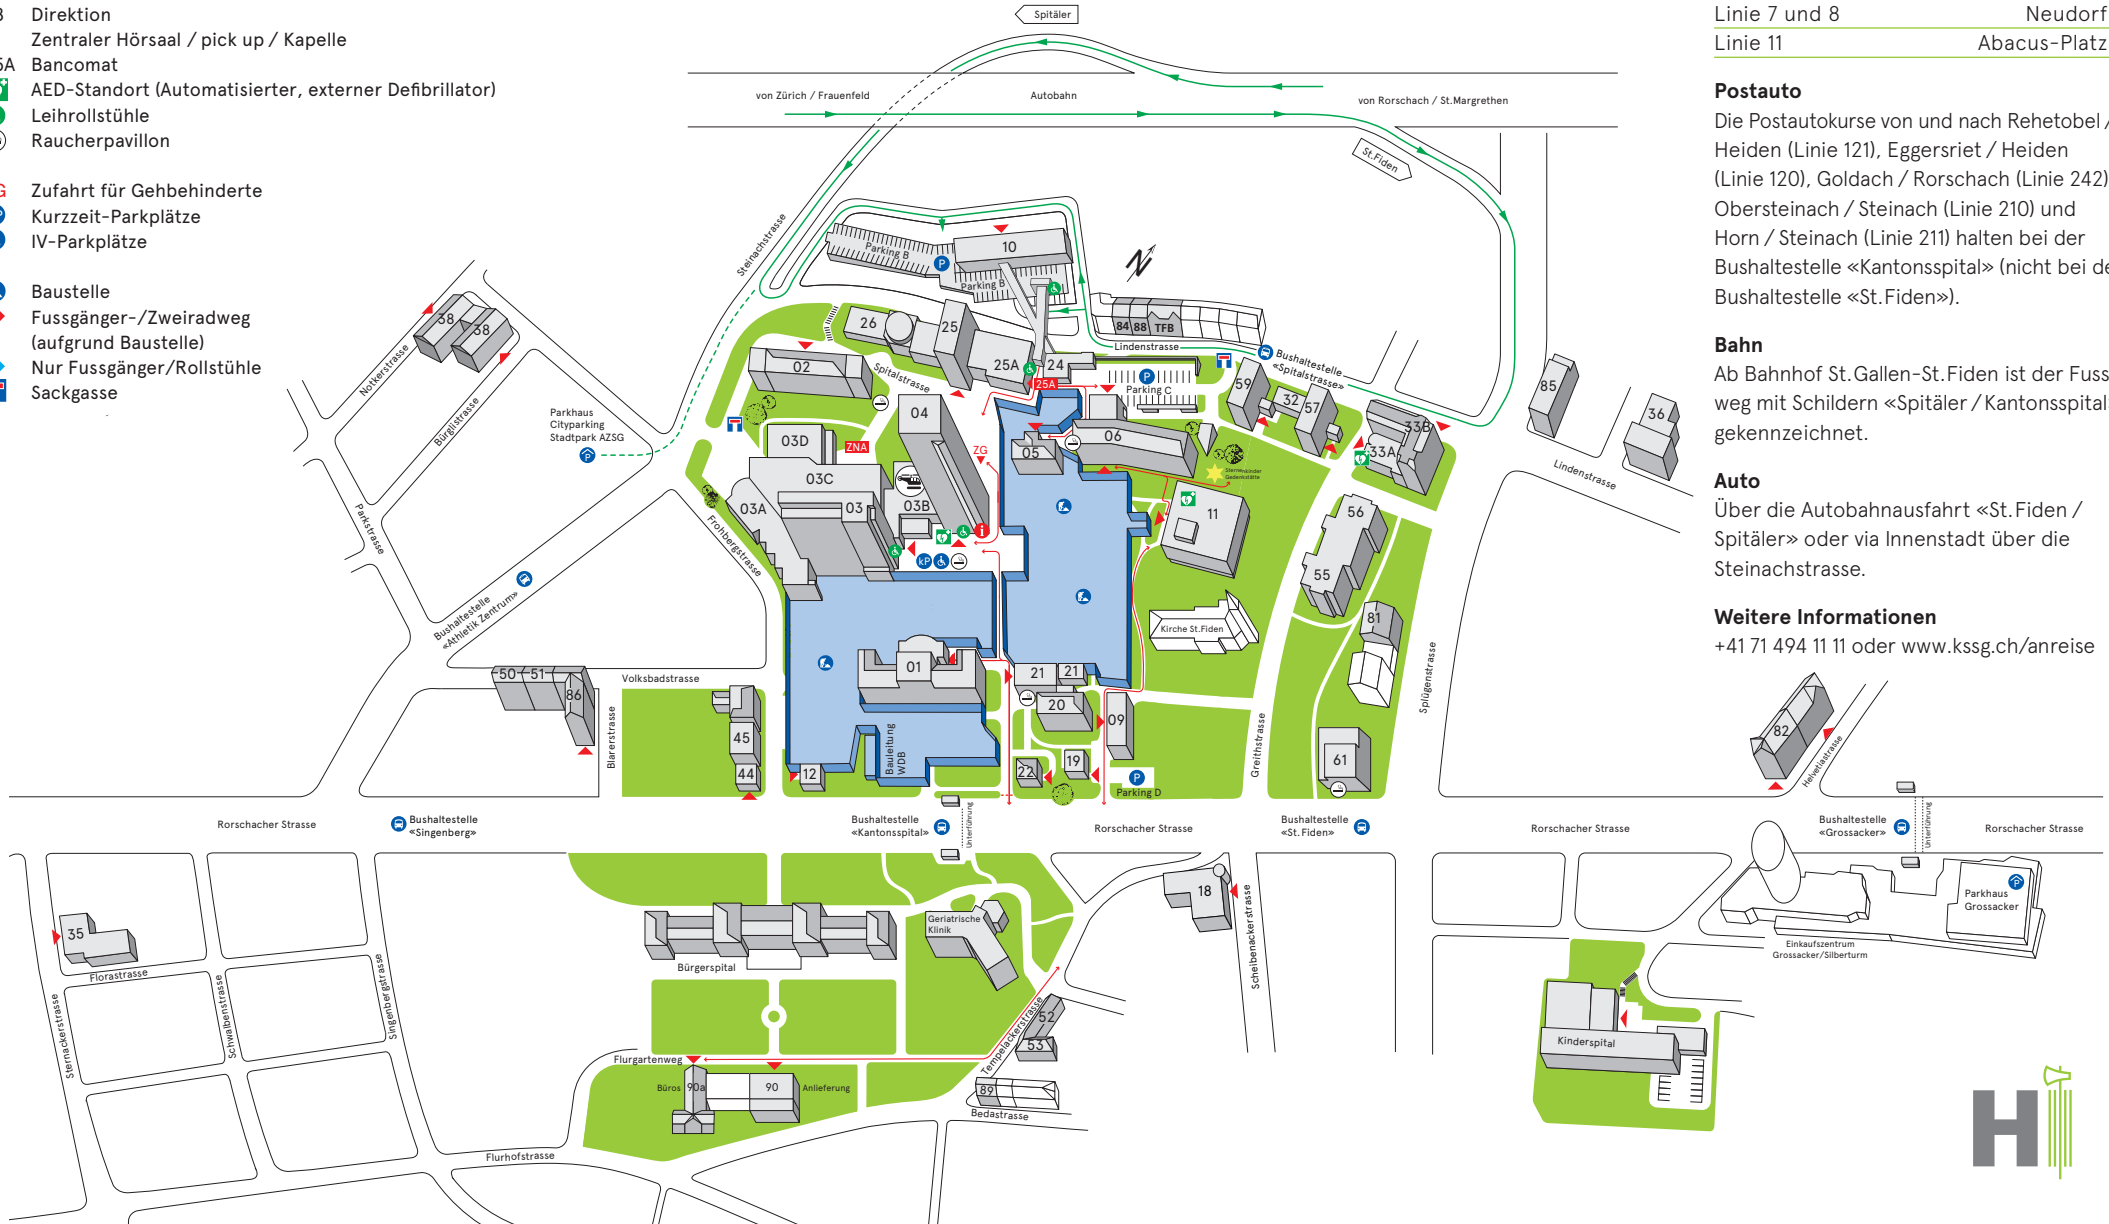 Direktion
Zentraler Hörsaal / pick up / Kapelle
Bancomat
AED-Standort (Automatisierter, externer Defibrillator)
Leihrollstühle
Raucherpavillon
Zufahrt für Gehbehinderte
Kurzzeit-Parkplätze
IV-Parkplätze
Baustelle
Fussgänger-/Zweiradweg
(aufgrund Baustelle)
Nur Fussgänger/Rollstühle
Sackgasse
Spitäler
von Zürich / Frauenfeld
Autobahn
von Rorschach / St.Margrethen
St.Fiden
Steinachstrasse
Parking B
10
Parking B
N
84 88 TFB
Lindenstrasse
Bushaltestelle
«Spitalstrasse»
26
25
25A
24
25A
02
Spitalstrasse
Parking C
59
32
57
33B
33A
85
36
Lindenstrasse
38
38
Notkerstrasse
Bürglistrasse
Parkstrasse
Parkhaus
Cityparking
Stadtpark AZSG
04
03D
ZNA
03C
03A
03
03B
ZG
05
06
Sternenkinder
Gedenkstätte
11
56
55
81
Frohbergstrasse
kP
Bushaltestelle
«Athletik Zentrum»
Kirche St.Fiden
01
21
21
20
09
50
51
86
Volksbadstrasse
Blarerstrasse
45
44
12
Bauleitung
WDB
22
19
Parking D
Greithstrasse
61
Splügenstrasse
82
Helvetiastrasse
Rorschacher Strasse
Bushaltestelle
«Singenberg»
Bushaltestelle
«Kantonsspital»
Unterführung
Rorschacher Strasse
Bushaltestelle
«St.Fiden»
Rorschacher Strasse
Bushaltestelle
«Grossacker»
Unterführung
Rorschacher Strasse
35
Florastrasse
Sternackerstrasse
Schwalbenstrasse
Singenbergstrasse
Bürgerspital
Geriatrische
Klinik
18
Scheibenackerstrasse
Parkhaus
Grossacker
Einkaufszentrum
Grossacker/Silberturm
Kinderspital
52
53
Tempelackerstrasse
Flurgartenweg
Büros
90a
90
Anlieferung
89
Bedastrasse
Flurhofstrasse
Linie 7 und 8 Neudorf
Linie 11 Abacus-Platz
Postauto
Die Postautokurse von und nach Rehetobel /
Heiden (Linie 121), Eggersriet / Heiden
(Linie 120), Goldach / Rorschach (Linie 242)
Obersteinach / Steinach (Linie 210) und
Horn / Steinach (Linie 211) halten bei der
Bushaltestelle «Kantonsspital» (nicht bei de
Bushaltestelle «St.Fiden»).
Bahn
Ab Bahnhof St.Gallen-St.Fiden ist der Fuss
weg mit Schildern «Spitäler / Kantonsspital
gekennzeichnet.
Auto
Über die Autobahnausfahrt «St.Fiden /
Spitäler» oder via Innenstadt über die
Steinachstrasse.
Weitere Informationen
+41 71 494 11 11 oder www.kssg.ch/anreise
H